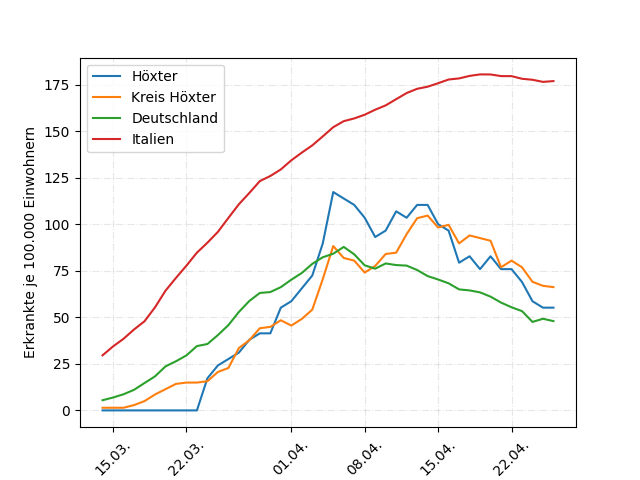 Höxter
Kreis Höxter
Deutschland
Italien
Erkrankte je 100.000 Einwohnern
175
150
125
100
75
50
25
0
15.03.
22.03.
01.04.
08.04.
15.04.
22.04.